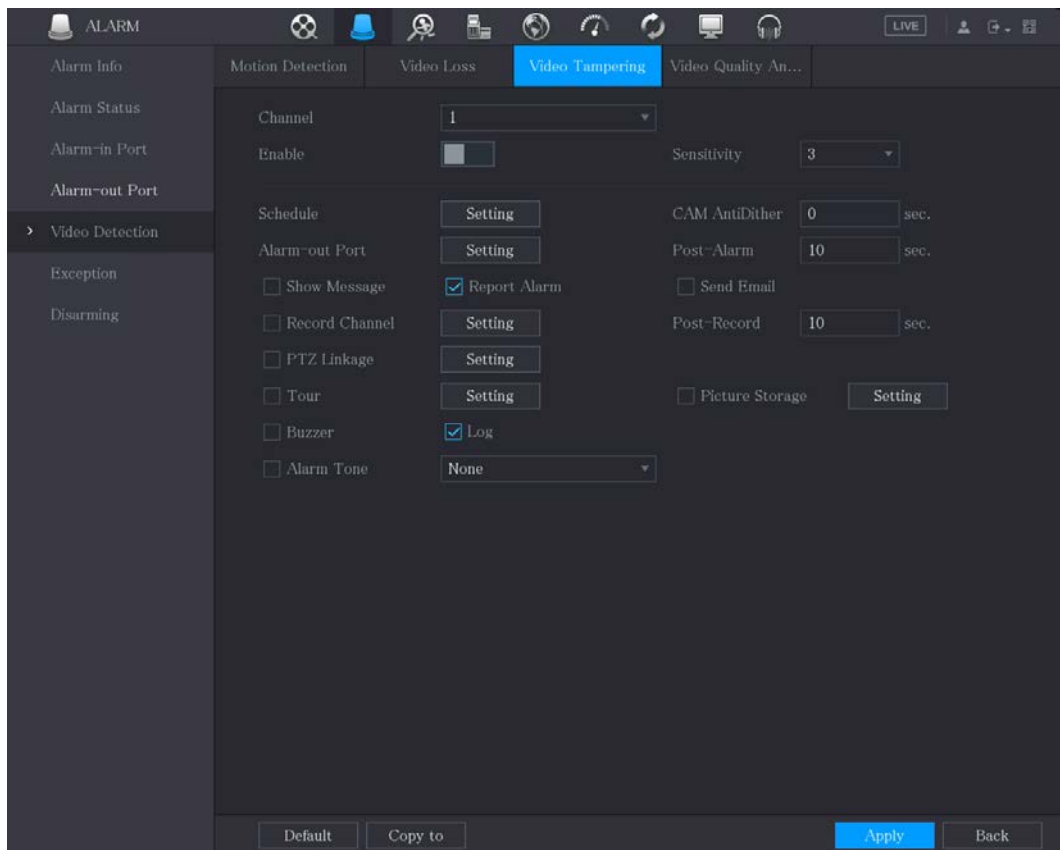 ALARM LIVE
Alarm Info
Alarm Status
Alarm-in Port
Alarm-out Port
Video Detection
Exception
Disarming
Motion Detection Video Loss Video Tampering Video Quality An...
Channel 1
Enable Sensitivity 3
Schedule Setting CAM AntiDither 0 sec.
Alarm-out Port Setting Post-Alarm 10 sec.
Show Message Report Alarm Send Email
Record Channel Setting Post-Record 10 sec.
PTZ Linkage Setting
Tour Setting Picture Storage Setting
Buzzer Log
Alarm Tone None
Default Copy to Apply Back